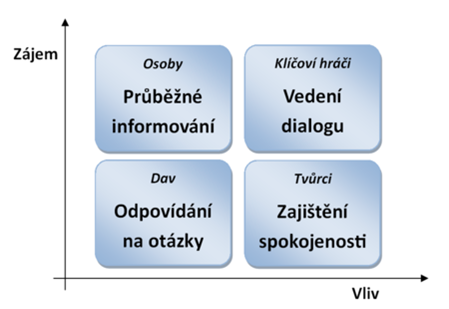 Zájem
Osoby
Průběžné
informování
Klíčoví hráči
Vedení
dialogu
Dav
Odpovídání
na otázky
Tvůrci
Zajištění
spokojenosti
Vliv